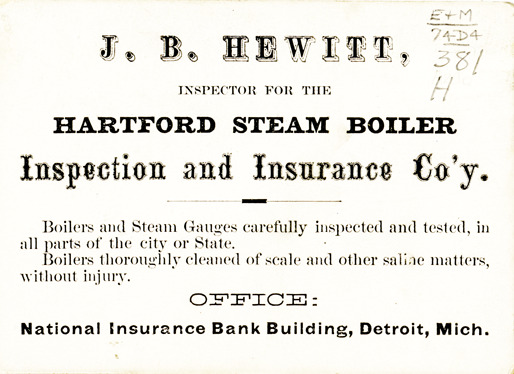 J. B. HEWITT,
E+M
74D4
381
H
INSPECTOR FOR THE
HARTFORD STEAM BOILER
Inspection and Insurance Co'y.
Boilers and Steam Gauges carefully inspected and tested, in
all parts of the city or State.
Boilers thoroughly cleaned of scale and other saline matters,
without injury.
OFFICE:
National Insurance Bank Building, Detroit, Mich.